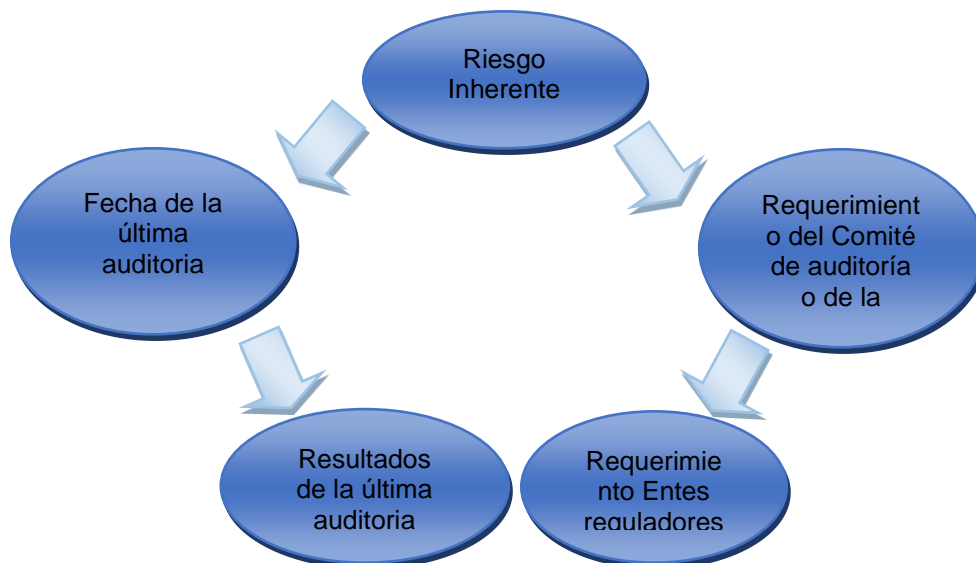 Riesgo
Inherente
Fecha de la
última
auditoria
Requerimient
o del Comité
de auditoría
o de la
Resultados
de la última
auditoria
Requerimie
nto Entes
reguladores